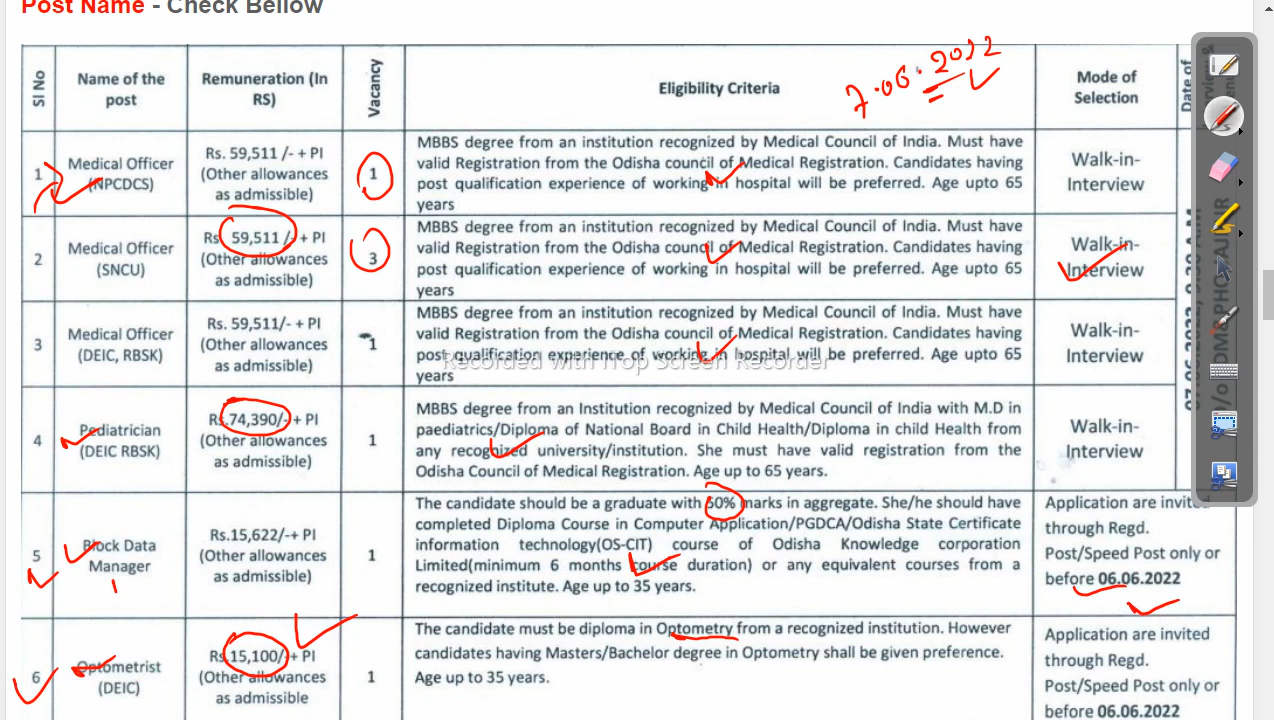 Post Name - Check Bellow
7.06.2022
Sl No
Name of the
post
Remuneration (In
RS)
Vacancy
Eligibility Criteria
Mode of
Selection
Date of
1
Medical Officer
(NPCDCS)
Rs. 59,511 /- + PI
(Other allowances
as admissible)
1
MBBS degree from an institution recognized by Medical Council of India. Must have
valid Registration from the Odisha council of Medical Registration. Candidates having
post qualification experience of working in hospital will be preferred. Age upto 65
years
Walk-in-
Interview
2
Medical Officer
(SNCU)
Rs 59,511 /- + PI
(Other allowances
as admissible)
3
MBBS degree from an institution recognized by Medical Council of India. Must have
valid Registration from the Odisha council of Medical Registration. Candidates having
post qualification experience of working in hospital will be preferred. Age upto 65
years
Walk-in-
Interview
3
Medical Officer
(DEIC, RBSK)
Rs. 59,511/- + PI
(Other allowances
as admissible)
1
MBBS degree from an institution recognized by Medical Council of India. Must have
valid Registration from the Odisha council of Medical Registration. Candidates having
post qualification experience of working in hospital will be preferred. Age upto 65
years
Walk-in-
Interview
Recorded with iTop Screen Recorder
4
Pediatrician
(DEIC RBSK)
Rs.74,390/-+ PI
(Other allowances
as admissible)
1
MBBS degree from an Institution recognized by Medical Council of India with M.D in
paediatrics/Diploma of National Board in Child Health/Diploma in child Health from
any recognized university/institution. She must have valid registration from the
Odisha Council of Medical Registration. Age up to 65 years.
Walk-in-
Interview
5
Block Data
Manager
Rs.15,622/-+ PI
(Other allowances
as admissible)
1
The candidate should be a graduate with marks in aggregate. She/he should have
completed Diploma Course in Computer Application/PGDCA/Odisha State Certificate
information technology(OS-CIT) course of Odisha Knowledge corporation
Limited(minimum 6 months course duration) or any equivalent courses from a
recognized institute. Age up to 35 years.
Application are invited
through Regd.
Post/Speed Post only or
before 06.06.2022
6
Optometrist
(DEIC)
Rs.15,100/-+ PI
(Other allowances
as admissible
1
The candidate must be diploma in Optometry from a recognized institution. However
candidates having Masters/Bachelor degree in Optometry shall be given preference.
Age up to 35 years.
Application are invited
through Regd.
Post/Speed Post only or
before 06.06.2022